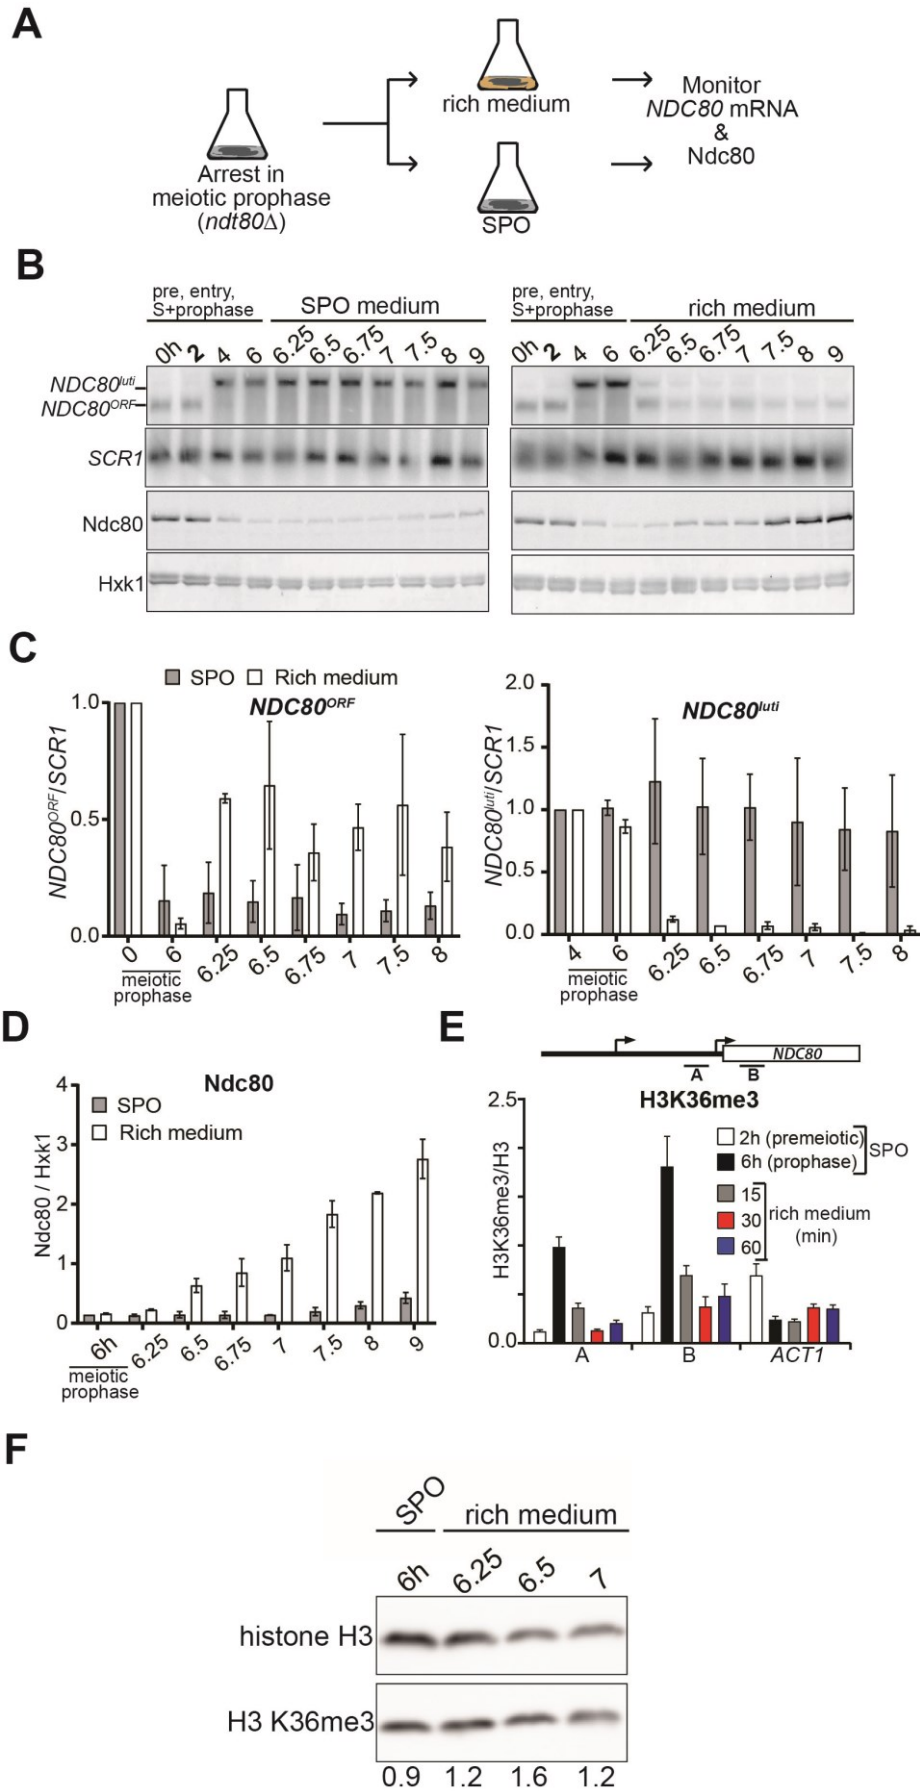 A
rich medium
Arrest in
meiotic prophase
(ndt80Δ)
SPO
Monitor
NDC80 mRNA
&
Ndc80
B
pre, entry,
S+prophase
SPO medium
0h 2 4 6 6.25 6.5 6.75 7 7.5 8 9
pre, entry,
S+prophase
rich medium
0h 2 4 6 6.25 6.5 6.75 7 7.5 8 9
NDC80luti
NDC80ORF
SCR1
Ndc80
Hxk1
C
SPO Rich medium
NDC80ORF
NDC80ORF/SCR1
1.0
0.5
0.0
0 6 6.25 6.5 6.75 7 7.5 8
meiotic
prophase
NDC80luti
NDC80luti/SCR1
2.0
1.5
1.0
0.5
0.0
4 6 6.25 6.5 6.75 7 7.5 8
meiotic
prophase
D
Ndc80
SPO
Rich medium
Ndc80 / Hxk1
4
3
2
1
0
6h 6.25 6.5 6.75 7 7.5 8 9
meiotic
prophase
E
NDC80
A B
H3K36me3
H3K36me3/H3
2.5
0.0
2h (premeiotic)
6h (prophase)
SPO
15
30
60
rich medium
(min)
A B ACT1
F
SPO rich medium
6h 6.25 6.5 7
histone H3
H3 K36me3
0.9 1.2 1.6 1.2